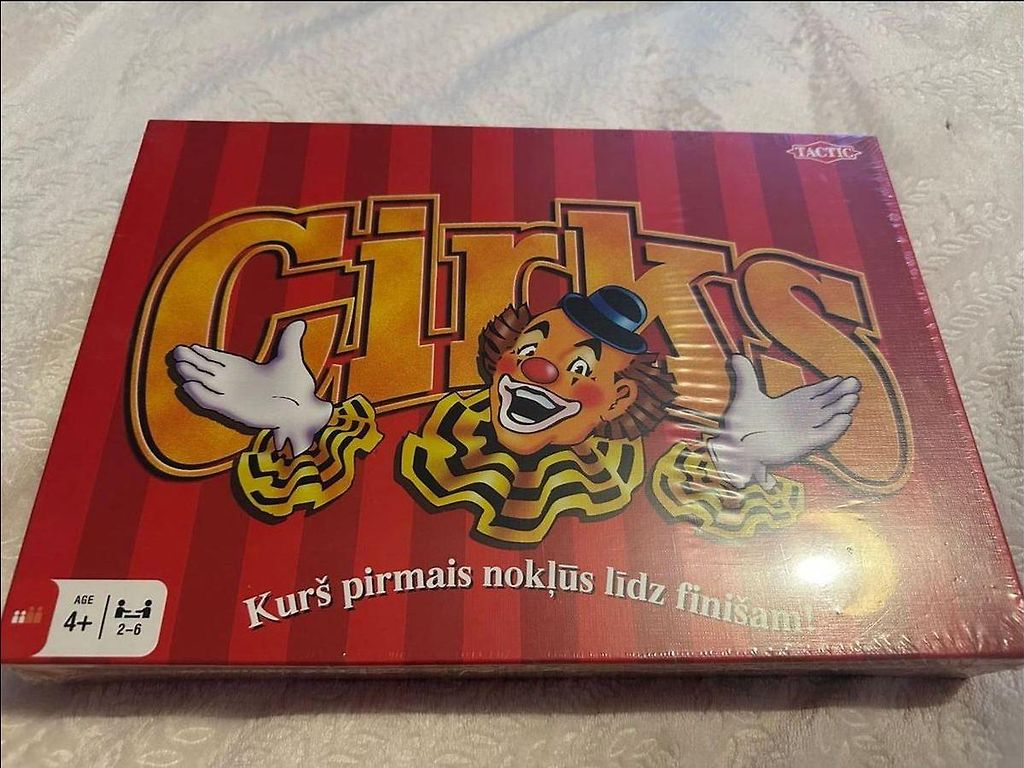 TACTIC
Cirks
Kurš pirmais nokļūs līdz finišam!
AGE
4+
2-6